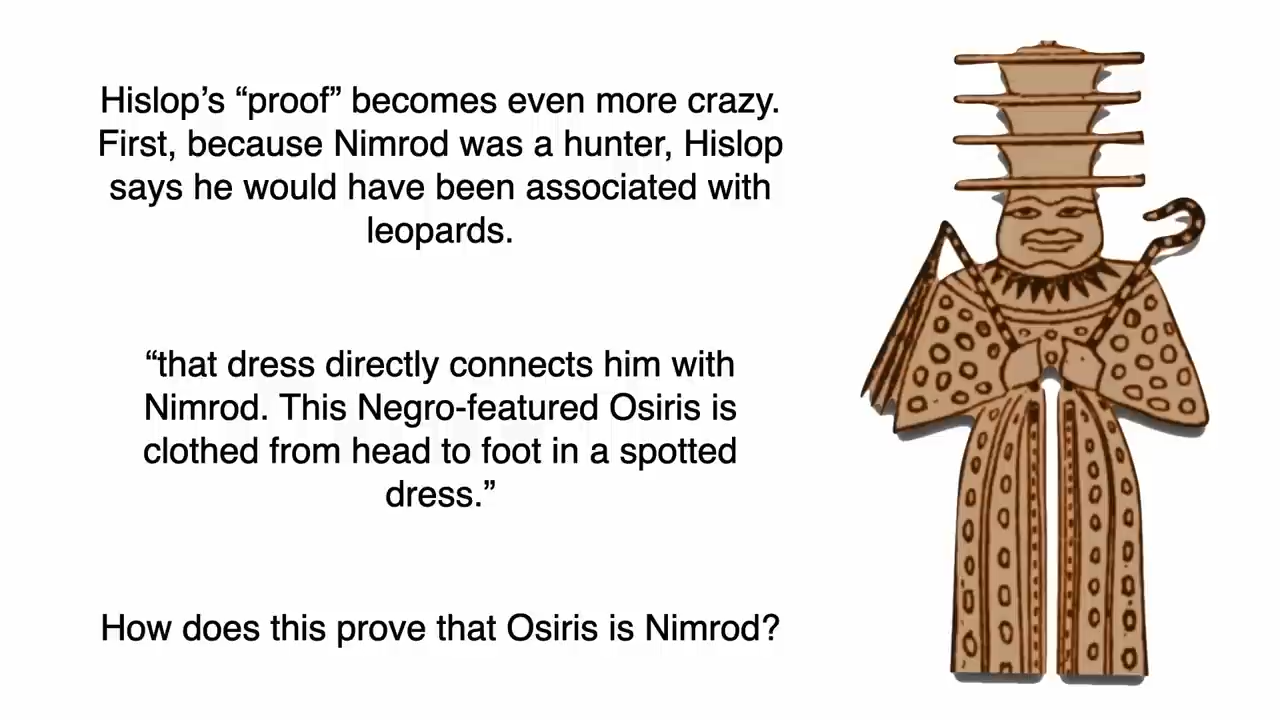 Hislop’s “proof” becomes even more crazy.
First, because Nimrod was a hunter, Hislop
says he would have been associated with
leopards.
“that dress directly connects him with
Nimrod. This Negro-featured Osiris is
clothed from head to foot in a spotted
dress.”
How does this prove that Osiris is Nimrod?